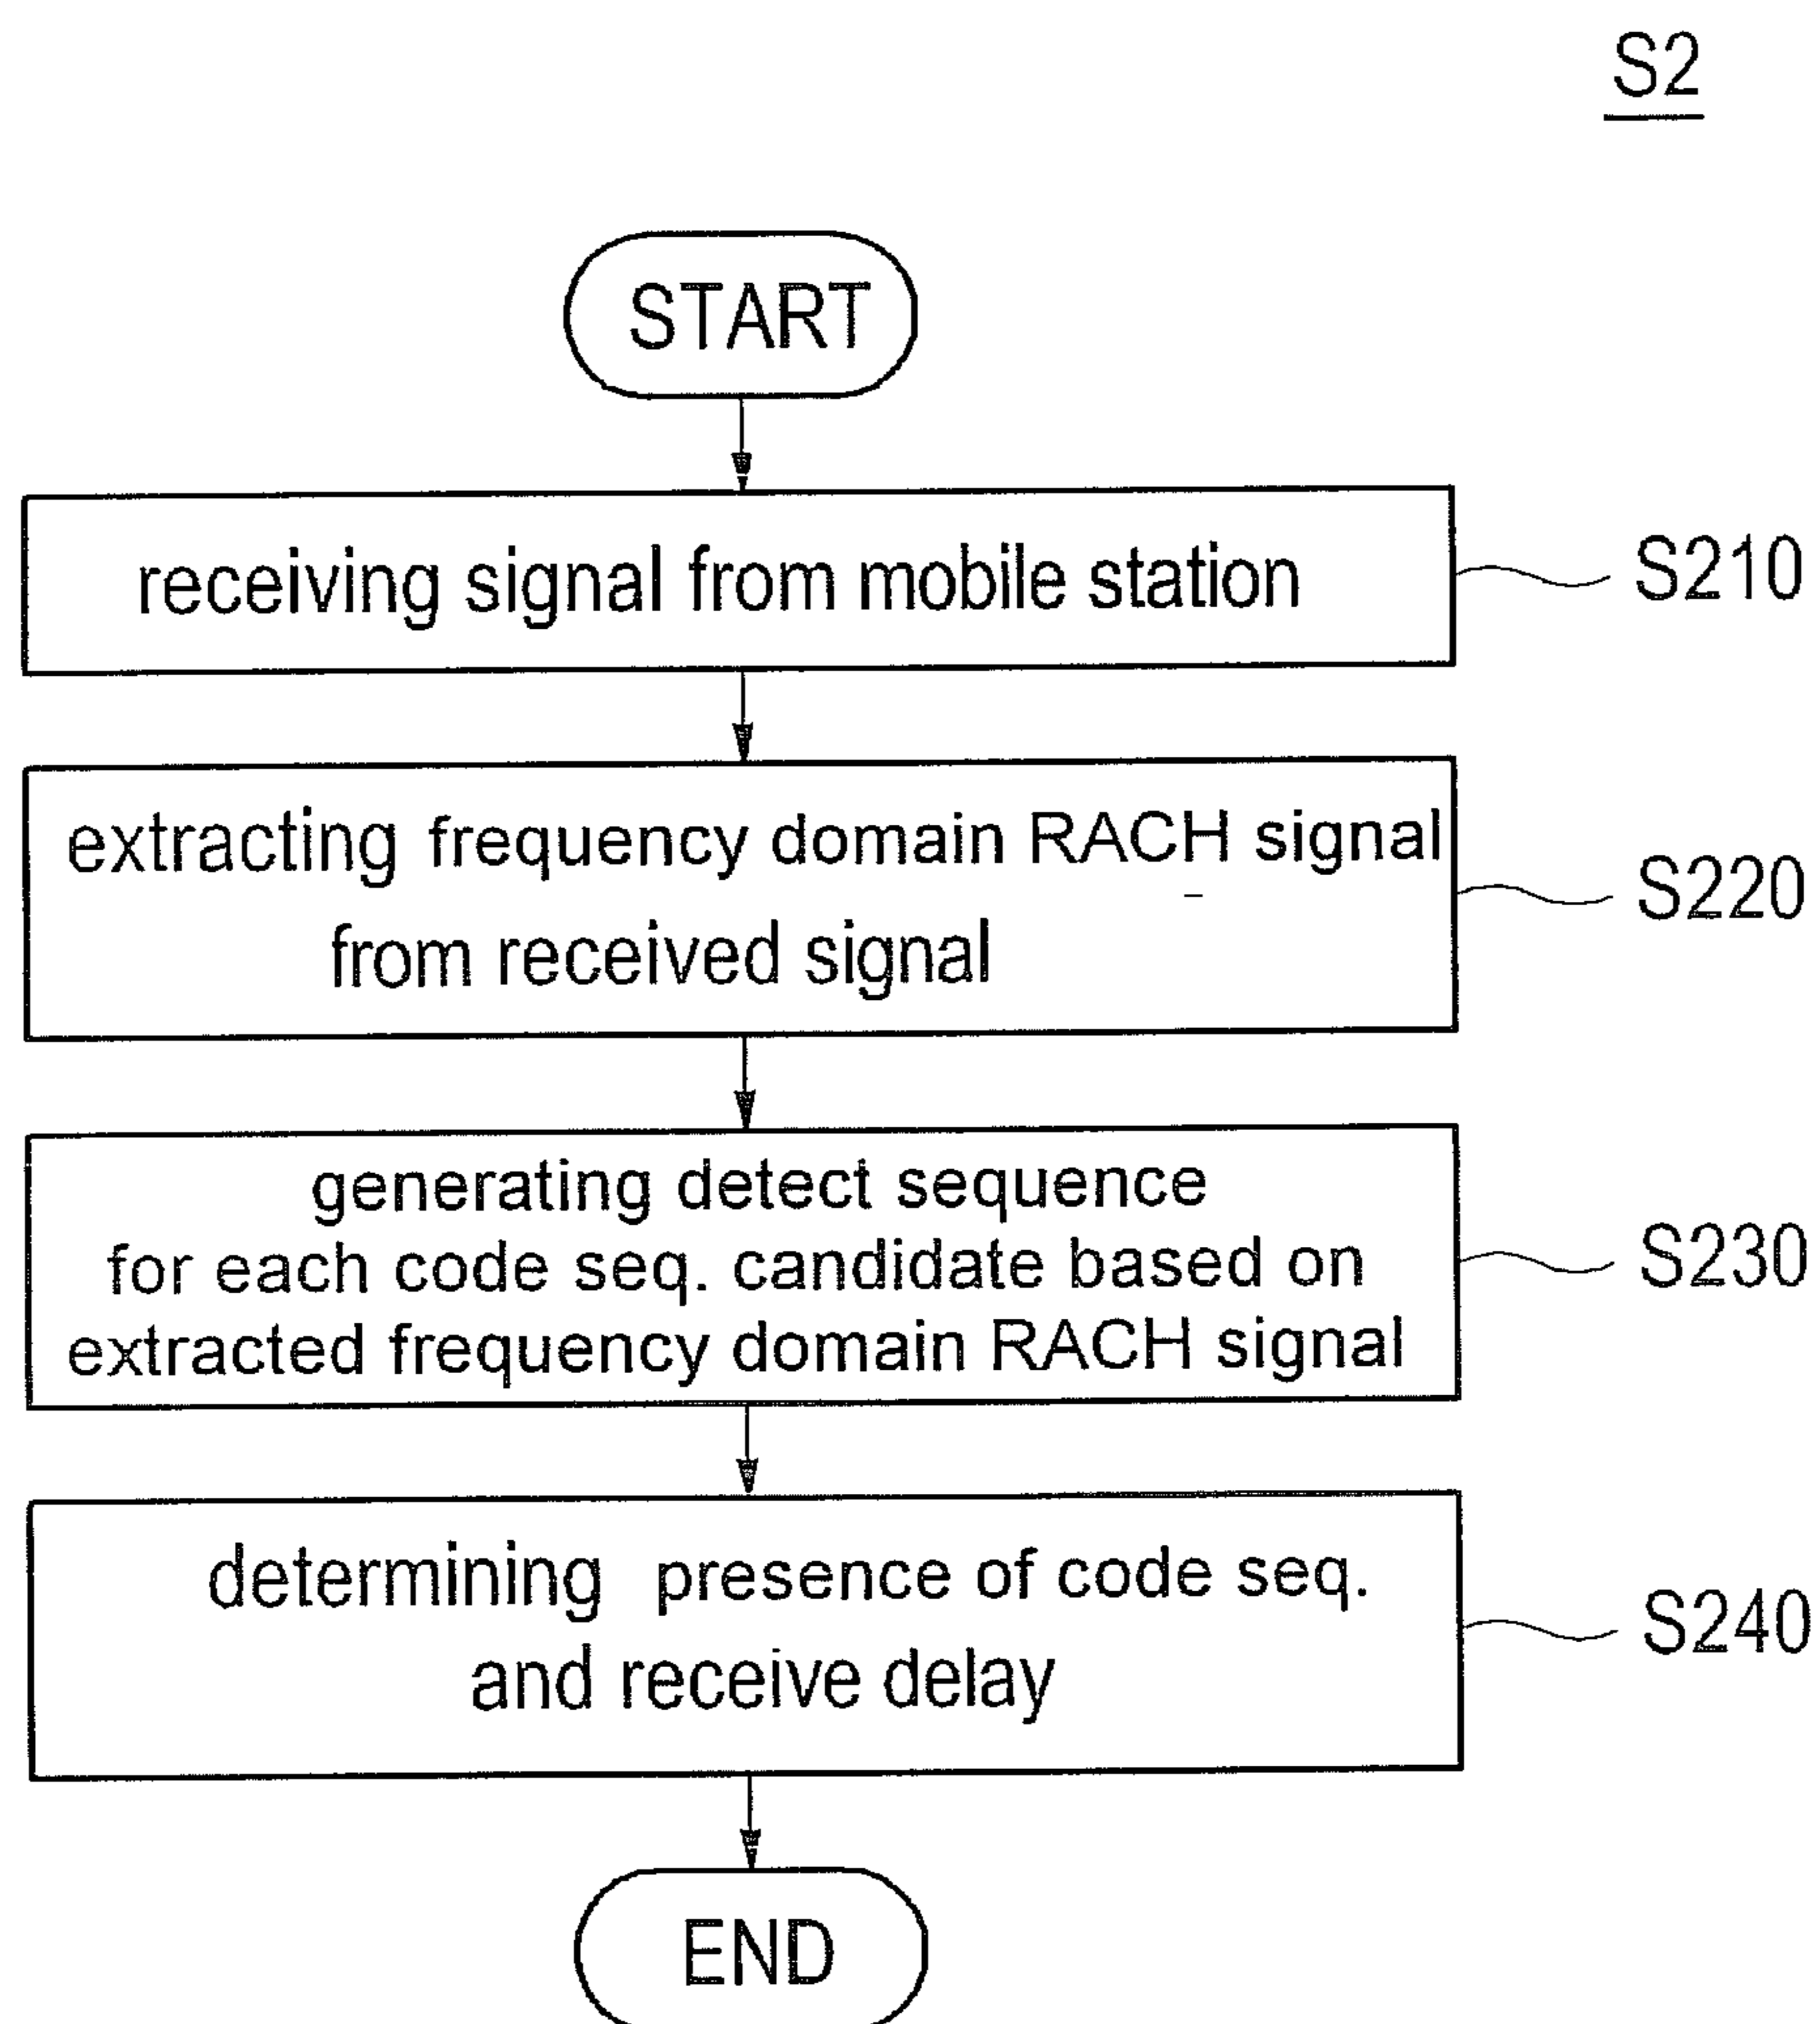 S2
START
receiving signal from mobile station
S210
extracting frequency domain RACH signal
from received signal
S220
generating detect sequence
for each code seq. candidate based on
extracted frequency domain RACH signal
S230
determining presence of code seq.
and receive delay
S240
END